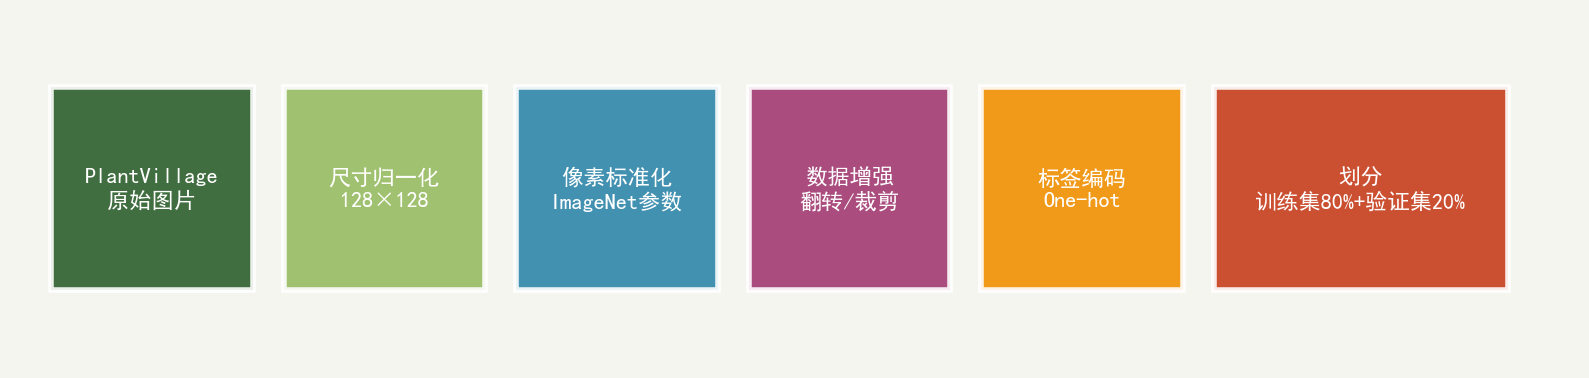 PlantVillage
原始图片
尺寸归一化
128×128
像素标准化
ImageNet参数
数据增强
翻转/裁剪
标签编码
One-hot
划分
训练集80%+验证集20%